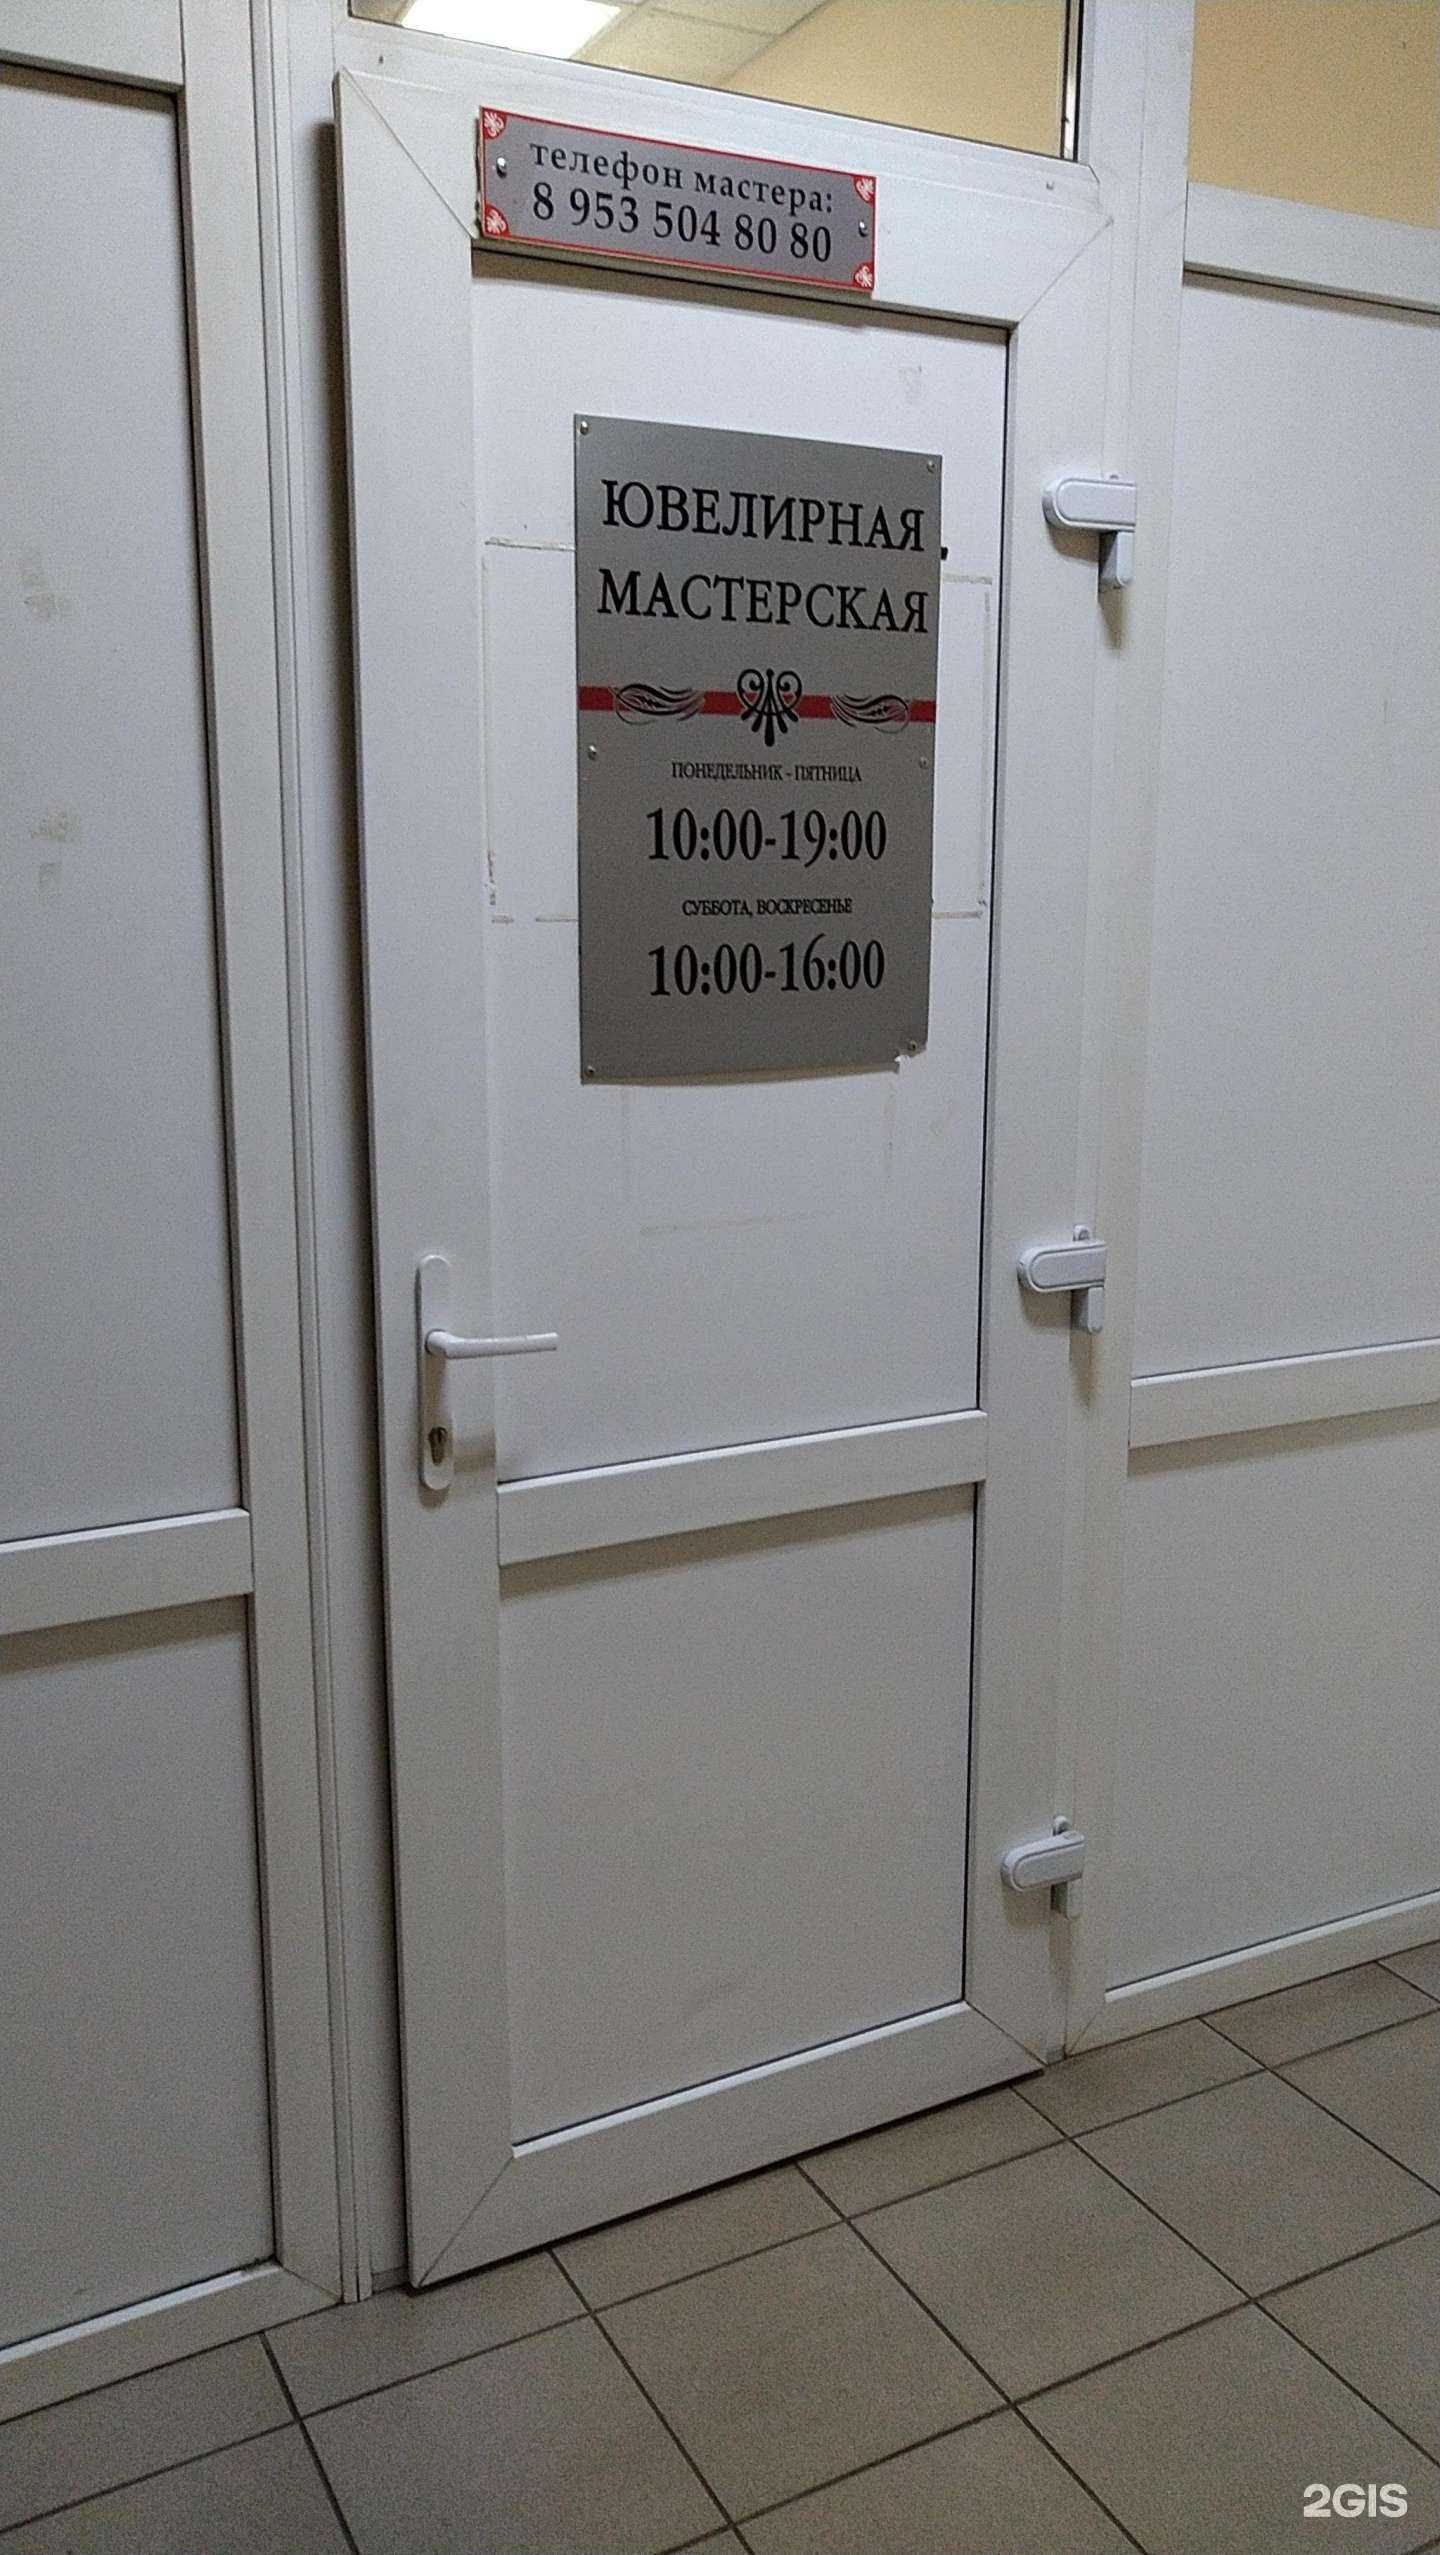 телефон мастера:
8 953 504 80 80
ЮВЕЛИРНАЯ
МАСТЕРСКАЯ
ПОНЕДЕЛЬНИК - ПЯТНИЦА
10:00-19:00
СУББОТА, ВОСКРЕСЕНЬЕ
10:00-16:00
2GIS